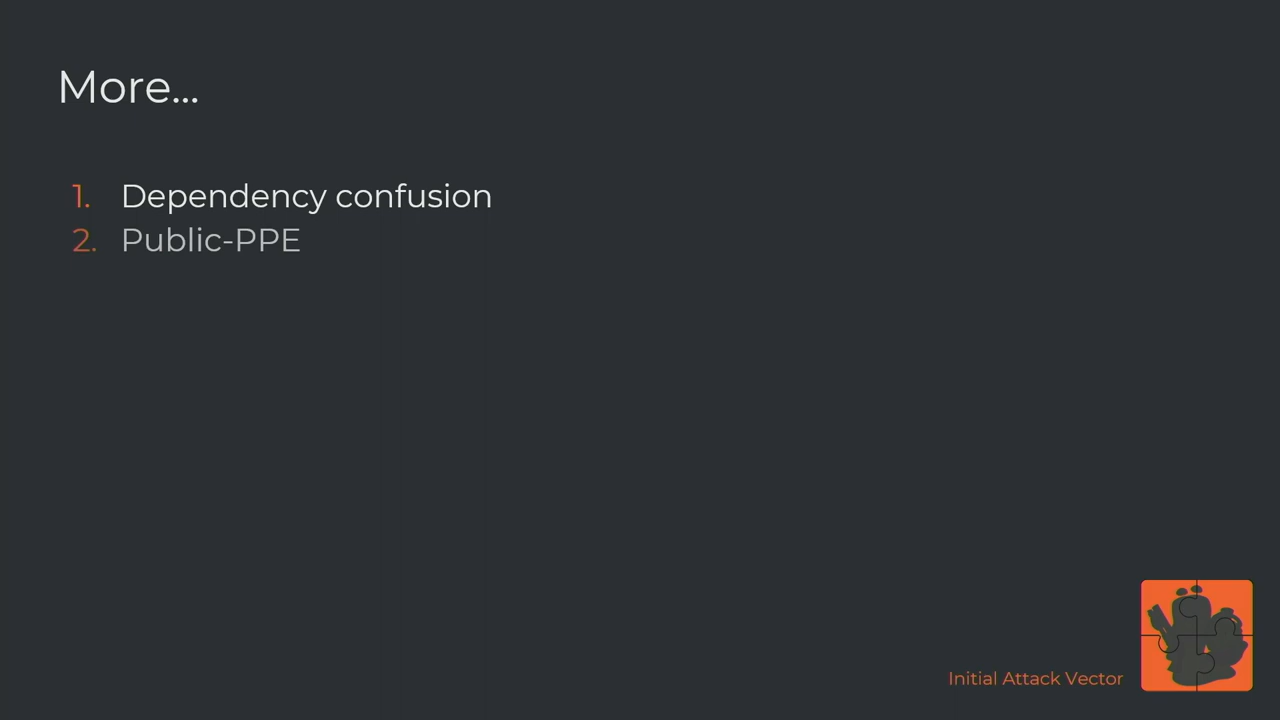 More...
1. Dependency confusion
2. Public-PPE
Initial Attack Vector